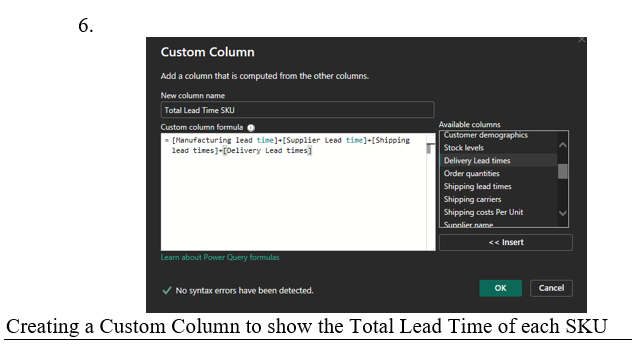 6.
Custom Column
Add a column that is computed from the other columns.
New column name
Total Lead Time SKU
Custom column formula
Available columns
= [Manufacturing lead time]+[Supplier Lead time]+[Shipping
lead times]+[Delivery Lead times]
Customer demographics
Stock levels
Delivery Lead times
Order quantities
Shipping lead times
Shipping carriers
Shipping costs Per Unit
Supplier name
<< Insert
Learn about Power Query formulas
No syntax errors have been detected.
OK
Cancel
Creating a Custom Column to show the Total Lead Time of each SKU